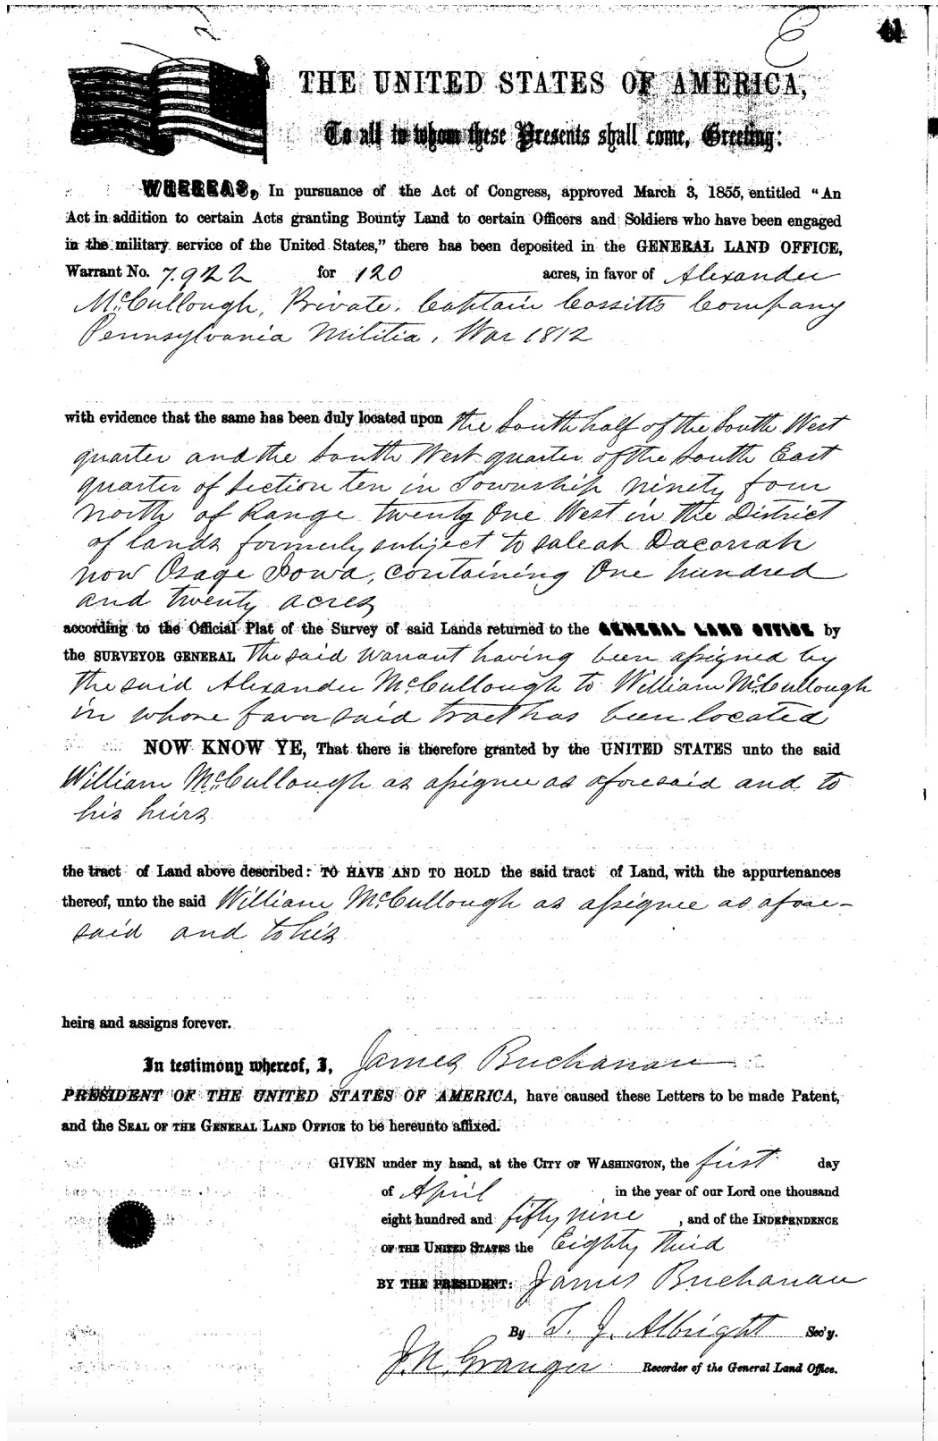 E
THE UNITED STATES OF AMERICA,
To all to whom these Presents shall come, Greeting:
WHEREAS, In pursuance of the Act of Congress, approved March 3, 1855, entitled "An
Act in addition to certain Acts granting Bounty Land to certain Officers and Soldiers who have been engaged
in the military service of the United States," there has been deposited in the GENERAL LAND OFFICE,
Warrant No. 7.922 for 120 acres, in favor of Alexander
McCullough, Private, Captain Cossitts Company
Pennsylvania Militia, War 1812
with evidence that the same has been duly located upon the South half of the South West
quarter and the South West quarter of the South East
quarter of Section ten in Township ninety four
north of Range twenty One West in the District
of lands formerly subject to sale at Dacorrah
now Osage Iowa, containing One hundred
and twenty acres
according to the Official Plat of the Survey of said Lands returned to the GENERAL LAND OFFICE by
the SURVEYOR GENERAL the said warrant having been assigned by
the said Alexander McCullough to William McCullough
in whose favor said tract has been located
NOW KNOW YE, That there is therefore granted by the UNITED STATES unto the said
William McCullough as assignee as aforesaid and to
his heirs
the tract of Land above described: TO HAVE AND TO HOLD the said tract of Land, with the appurtenances
thereof, unto the said William McCullough as assignee as afore-
said and to his
heirs and assigns forever.
In testimony whereof, I, James Buchanan
PRESIDENT OF THE UNITED STATES OF AMERICA, have caused these Letters to be made Patent,
and the SEAL OF THE GENERAL LAND OFFICE to be hereunto affixed.
GIVEN under my hand, at the CITY OF WASHINGTON, the first day
of April in the year of our Lord one thousand
eight hundred and fifty nine, and of the INDEPENDENCE
OF THE UNITED STATES the Eighty third
BY THE PRESIDENT: James Buchanan
By T. J. Albright Sec'y.
J. N. Granger Recorder of the General Land Office.